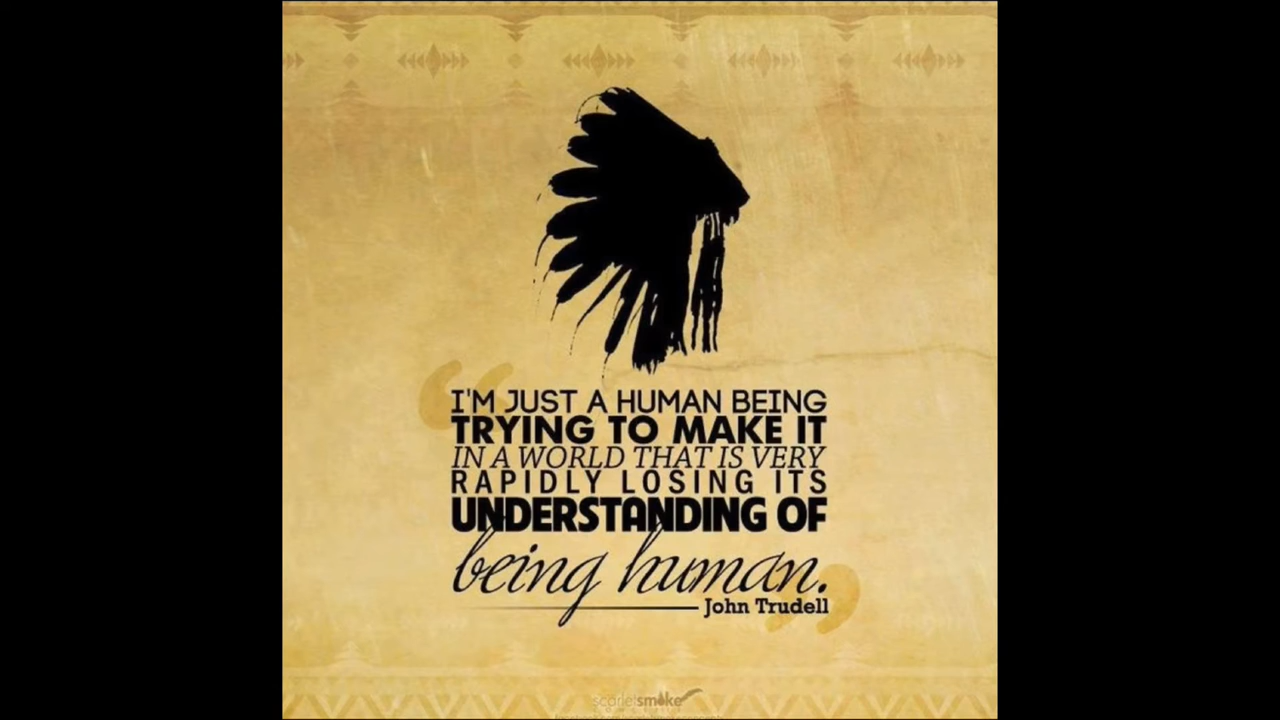 I'M JUST A HUMAN BEING
TRYING TO MAKE IT
IN A WORLD THAT IS VERY
RAPIDLY LOSING ITS
UNDERSTANDING OF
being human.
John Trudell
scarletsmoke